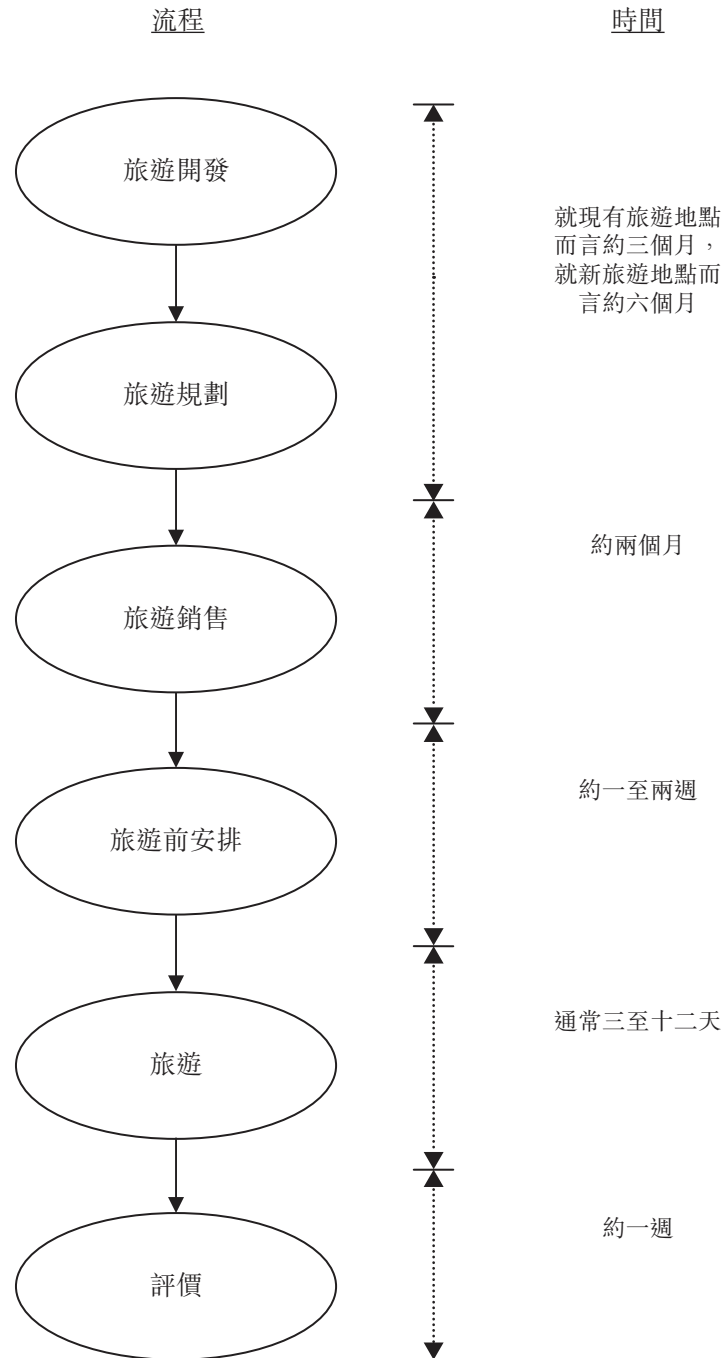 流程
時間
旅遊開發
就現有旅遊地點
而言約三個月，
就新旅遊地點而
言約六個月
旅遊規劃
約兩個月
旅遊銷售
約一至兩週
旅遊前安排
通常三至十二天
旅遊
約一週
評價